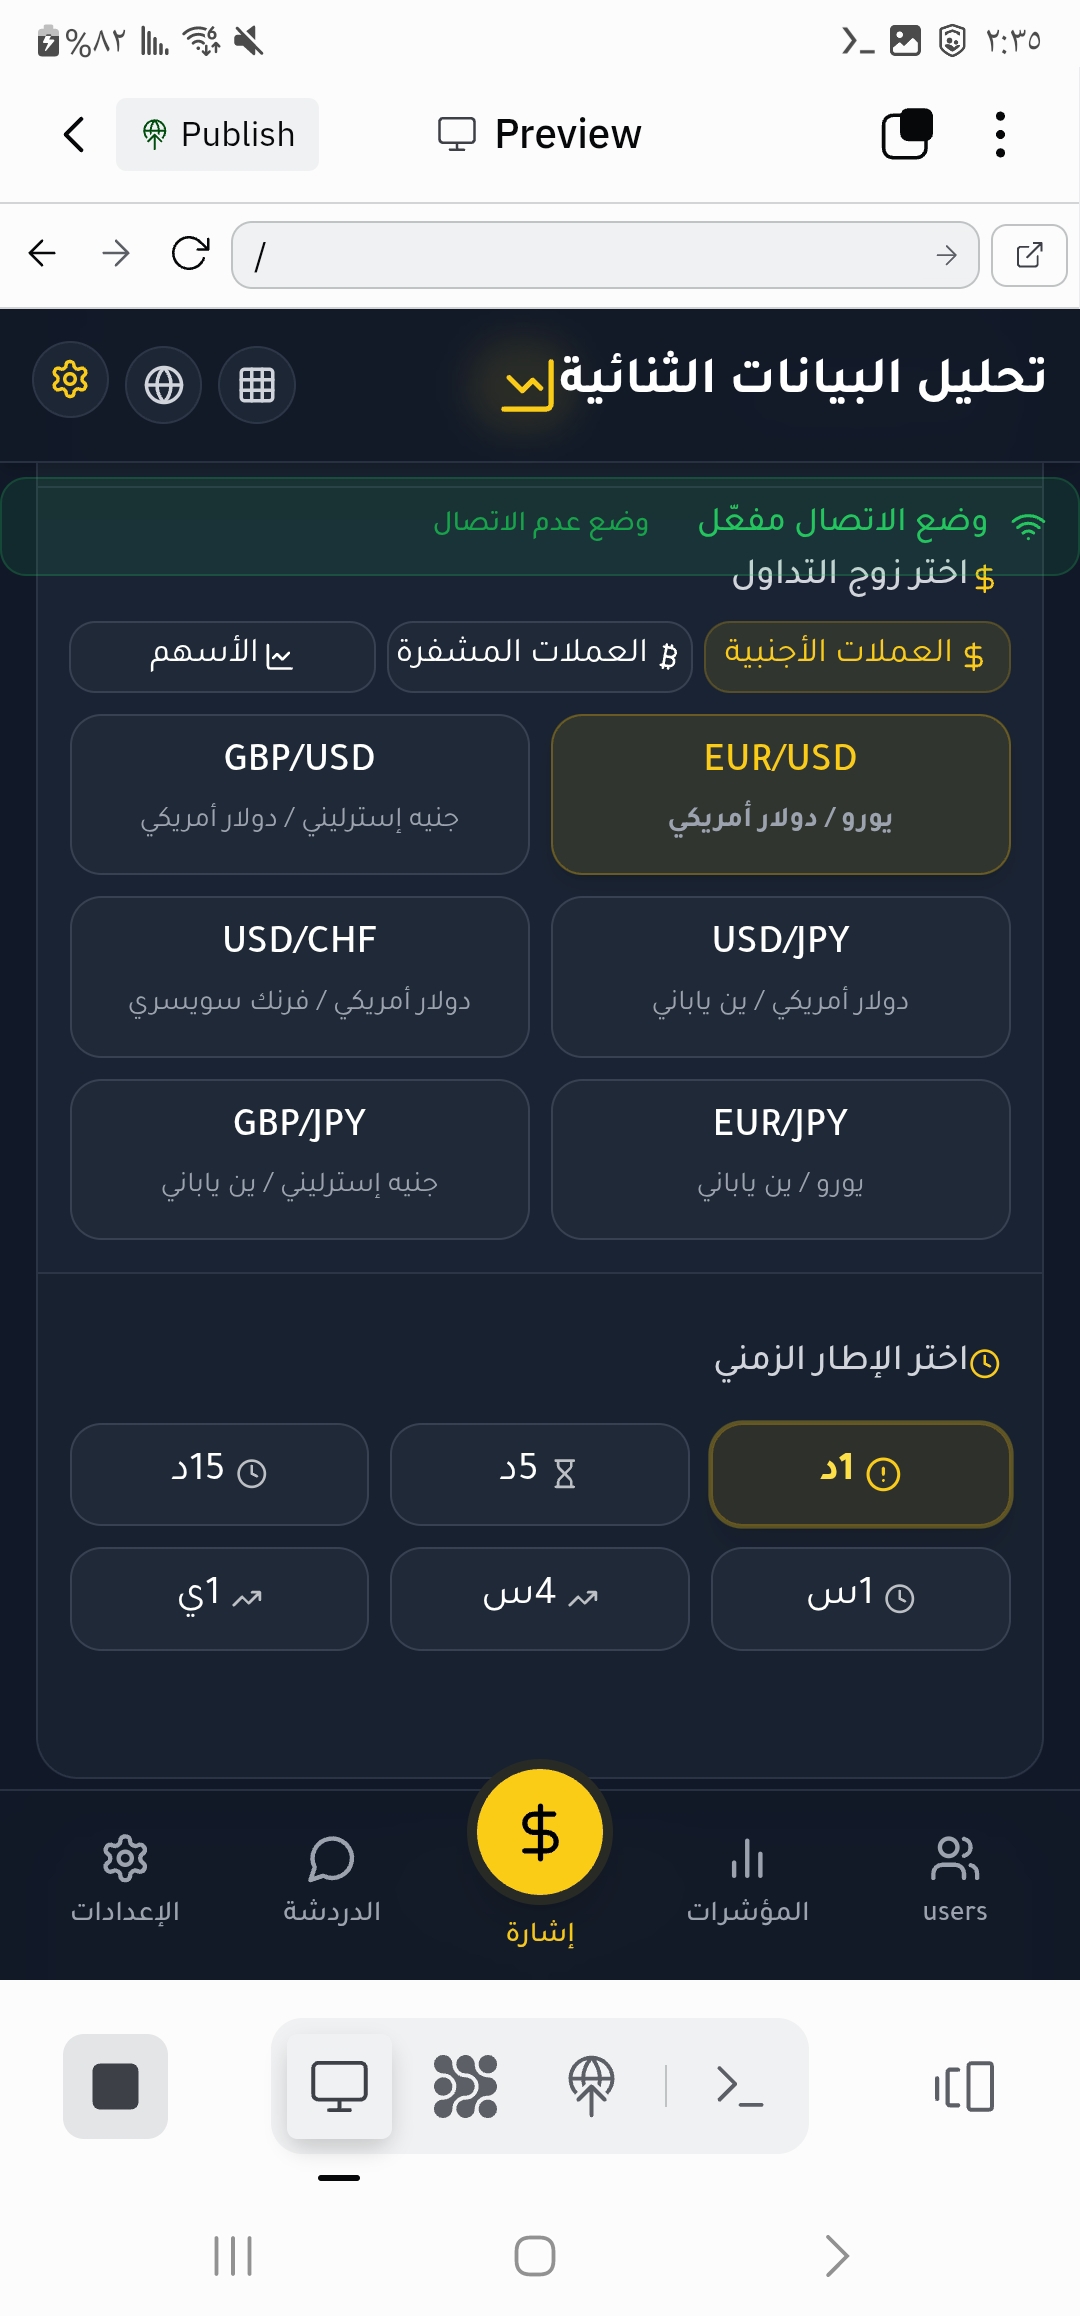 %٨٢
٢:٣٥
Publish
Preview
/
تحليل البيانات الثنائية
وضع الاتصال مفعّل
وضع عدم الاتصال
اختر زوج التداول
العملات الأجنبية
العملات المشفرة
الأسهم
EUR/USD
يورو / دولار أمريكي
GBP/USD
جنيه إسترليني / دولار أمريكي
USD/JPY
دولار أمريكي / ين ياباني
USD/CHF
دولار أمريكي / فرنك سويسري
EUR/JPY
يورو / ين ياباني
GBP/JPY
جنيه إسترليني / ين ياباني
اختر الإطار الزمني
1د
5د
15د
1س
4س
1ي
users
المؤشرات
إشارة
الدردشة
الإعدادات